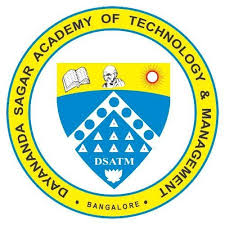 DAYANANDA SAGAR ACADEMY OF TECHNOLOGY & MANAGEMENT
DSATM
• BANGALORE •